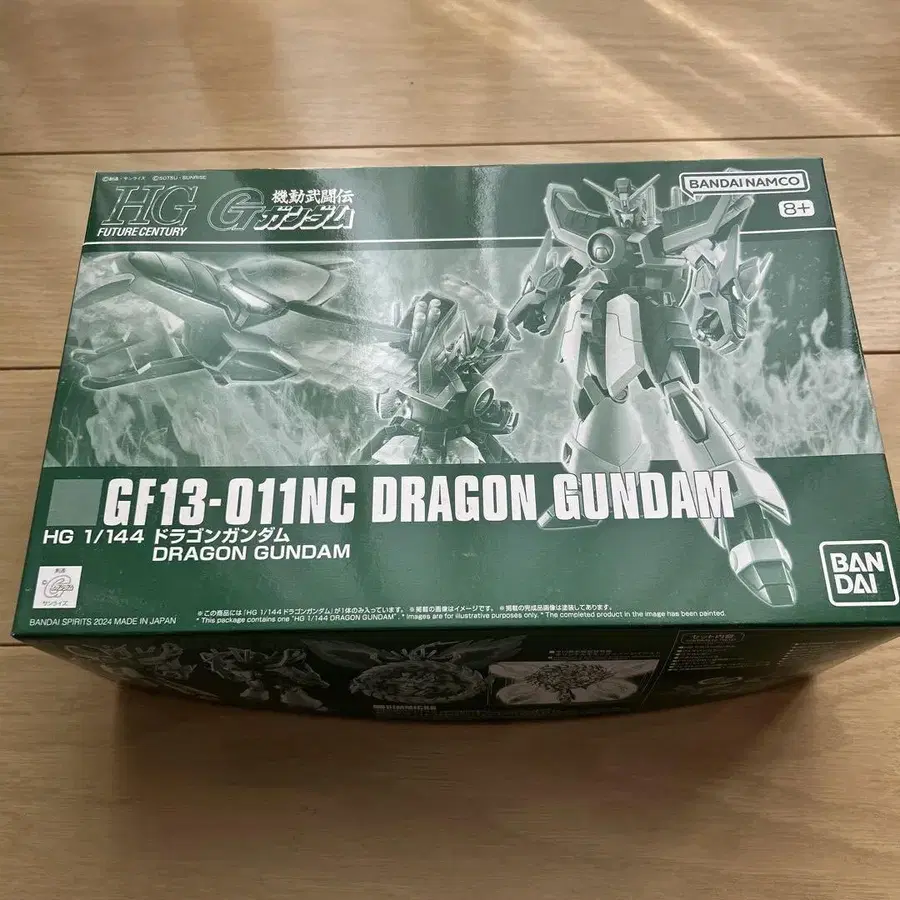 ©創通・サンライズ ©SOTSU・SUNRISE
HG
FUTURE CENTURY
機動武闘伝
Gガンダム
BANDAI NAMCO
8+
GF13-011NC DRAGON GUNDAM
HG 1/144 ドラゴンガンダム
DRAGON GUNDAM
創通
サンライズ
BAN
DAI
BANDAI SPIRITS 2024 MADE IN JAPAN
※この商品には「HG 1/144 ドラゴンガンダム」が1体のみ入っています。 ※掲載の画像はイメージです。 ※掲載の完成品画像は塗装してあります。
* This package contains one "HG 1/144 DRAGON GUNDAM". * Images are for illustrative purposes only. * The completed product in the image has been painted.
セット内容